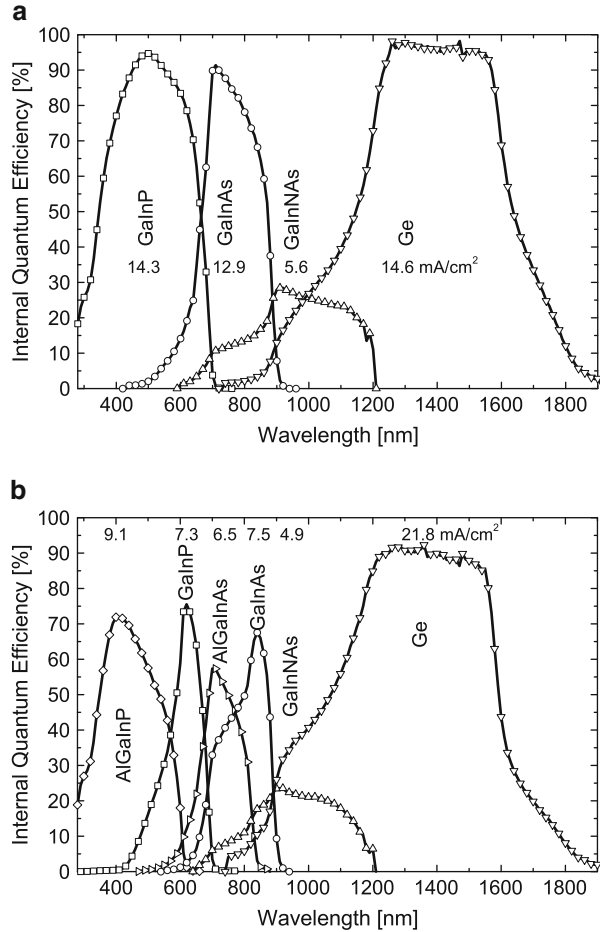 a
Internal Quantum Efficiency [%]
100
90
80
70
60
50
40
30
20
10
0
GaInP
14.3
GaInAs
12.9
GaInNAs
5.6
Ge
14.6 mA/cm²
400 600 800 1000 1200 1400 1600 1800
Wavelength [nm]
b
Internal Quantum Efficiency [%]
100
90
80
70
60
50
40
30
20
10
0
9.1 7.3 6.5 7.5 4.9 21.8 mA/cm²
AlGaInP
GaInP
AlGaInAs
GaInAs
GaInNAs
Ge
400 600 800 1000 1200 1400 1600 1800
Wavelength [nm]